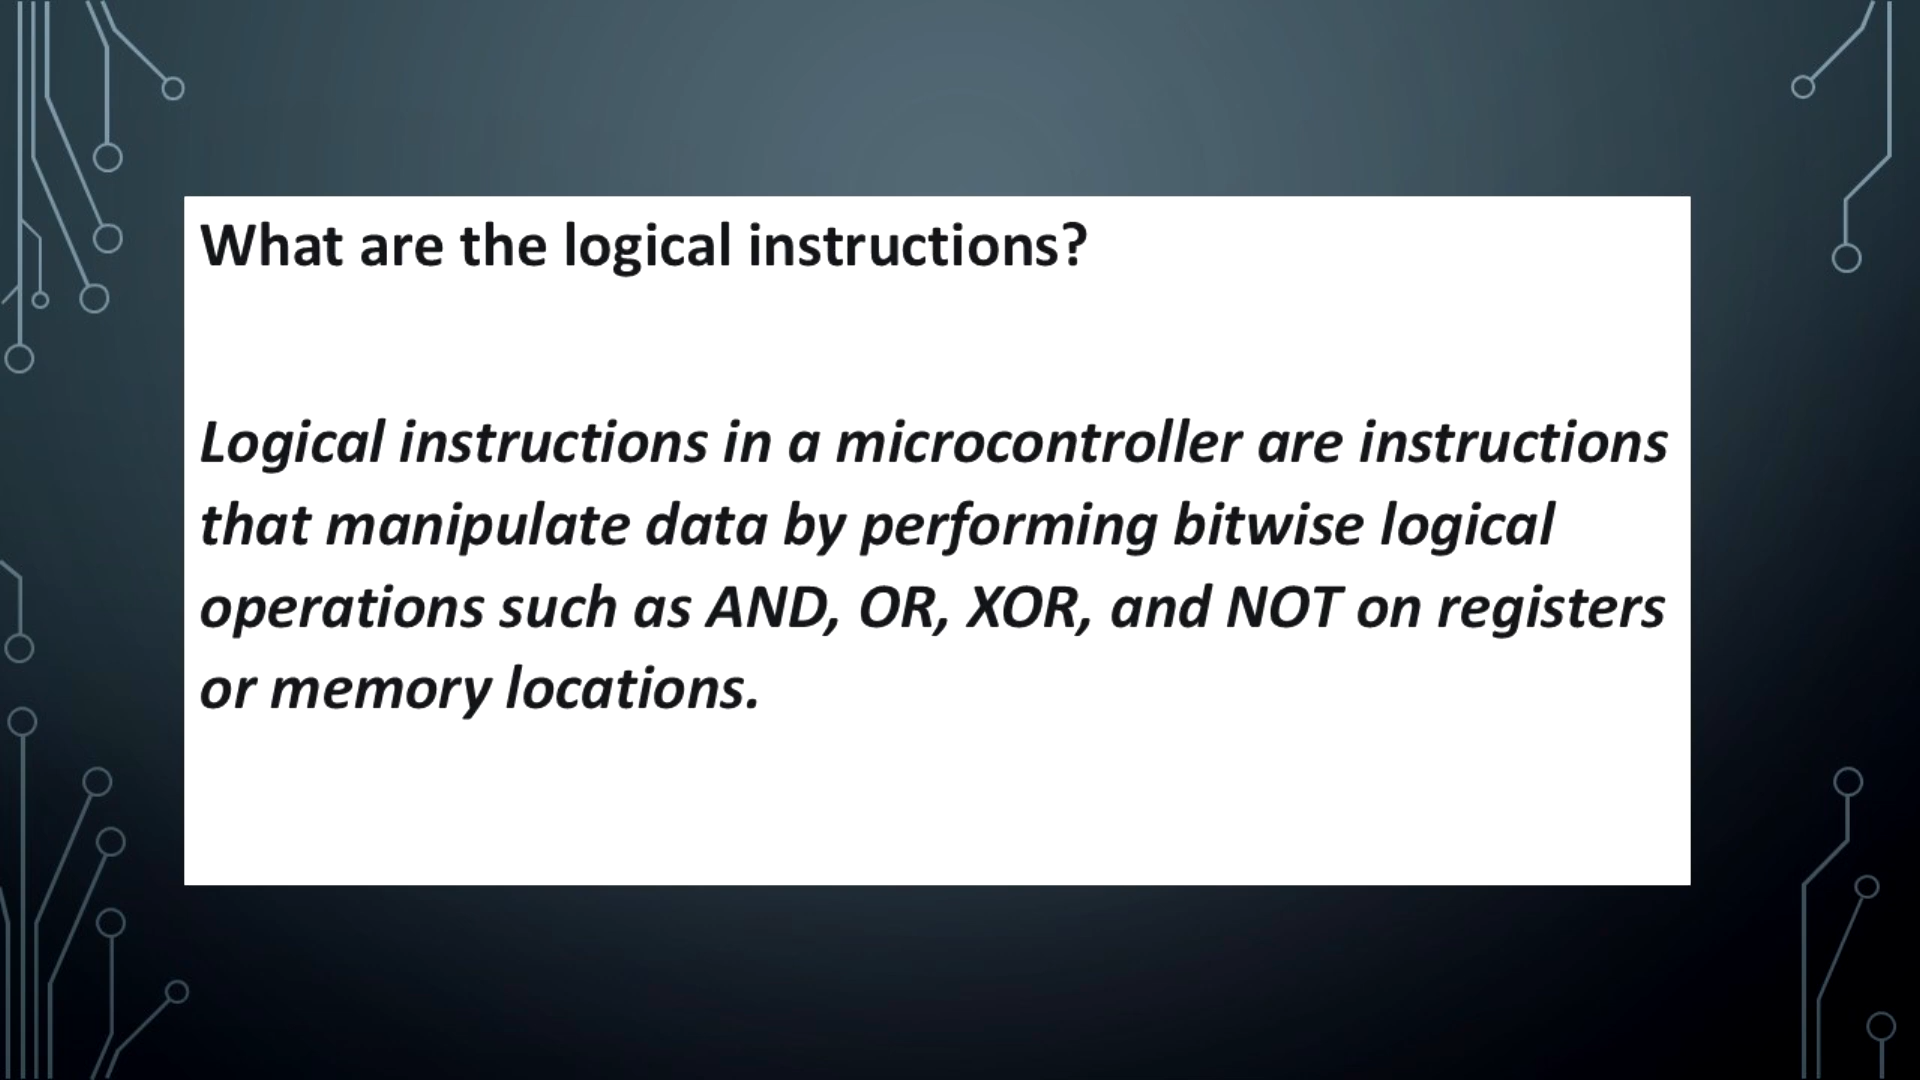 What are the logical instructions?
Logical instructions in a microcontroller are instructions
that manipulate data by performing bitwise logical
operations such as AND, OR, XOR, and NOT on registers
or memory locations.